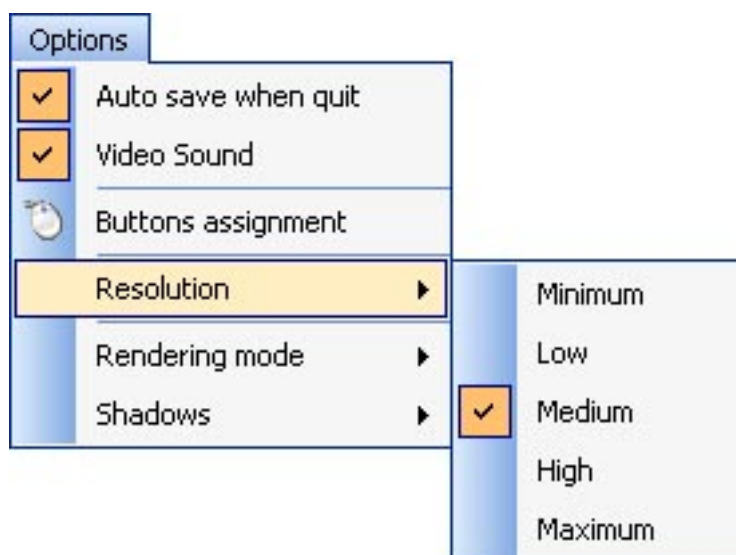 Options
Auto save when quit
Video Sound
Buttons assignment
Resolution
Rendering mode
Shadows
Minimum
Low
Medium
High
Maximum